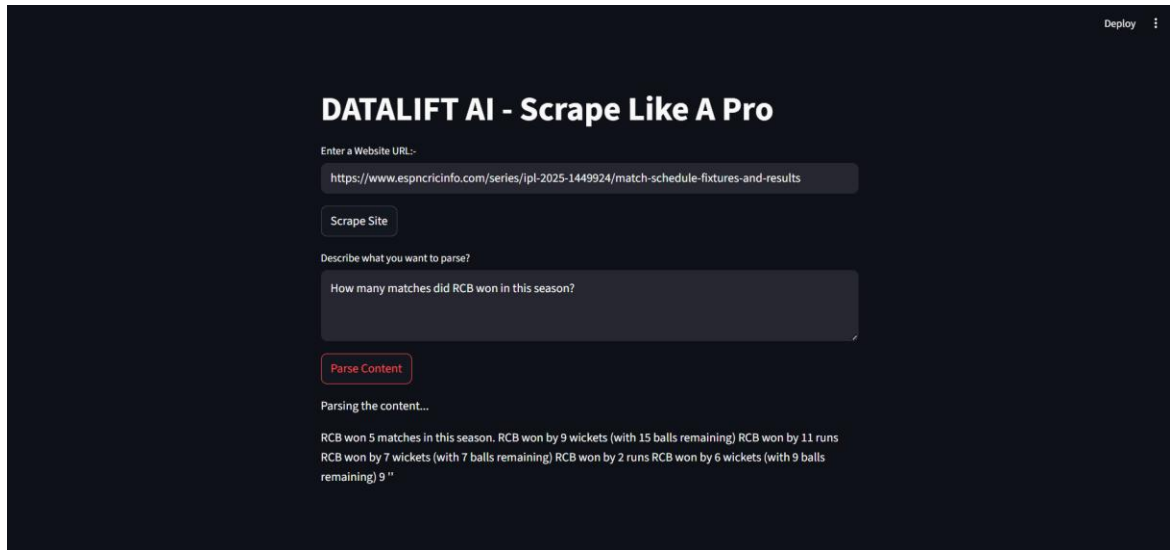 Deploy
DATALIFT AI - Scrape Like A Pro
Enter a Website URL:-
https://www.espncricinfo.com/series/ipl-2025-1449924/match-schedule-fixtures-and-results
Scrape Site
Describe what you want to parse?
How many matches did RCB won in this season?
Parse Content
Parsing the content...
RCB won 5 matches in this season. RCB won by 9 wickets (with 15 balls remaining) RCB won by 11 runs
RCB won by 7 wickets (with 7 balls remaining) RCB won by 2 runs RCB won by 6 wickets (with 9 balls
remaining) 9 ''